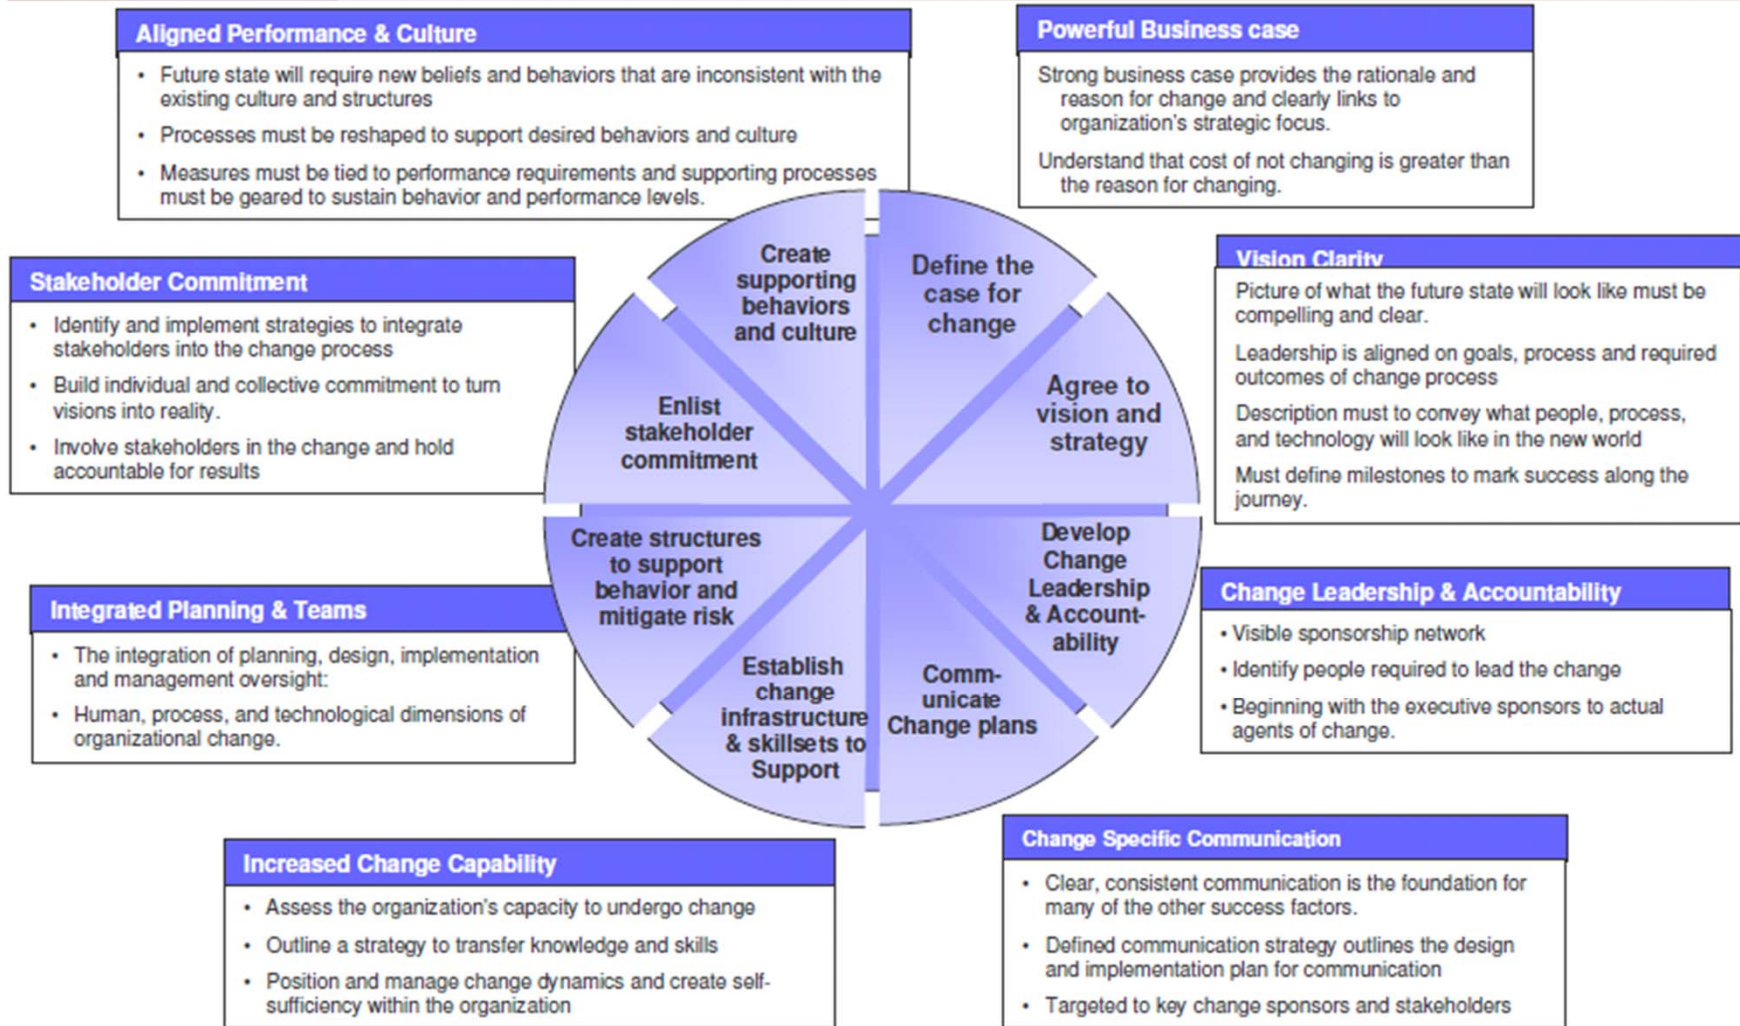 Aligned Performance & Culture
• Future state will require new beliefs and behaviors that are inconsistent with the
existing culture and structures
• Processes must be reshaped to support desired behaviors and culture
• Measures must be tied to performance requirements and supporting processes
must be geared to sustain behavior and performance levels.
Powerful Business case
Strong business case provides the rationale and
reason for change and clearly links to
organization's strategic focus.
Understand that cost of not changing is greater than
the reason for changing.
Stakeholder Commitment
• Identify and implement strategies to integrate
stakeholders into the change process
• Build individual and collective commitment to turn
visions into reality.
• Involve stakeholders in the change and hold
accountable for results
Vision Clarity
Picture of what the future state will look like must be
compelling and clear.
Leadership is aligned on goals, process and required
outcomes of change process
Description must to convey what people, process,
and technology will look like in the new world
Must define milestones to mark success along the
journey.
Create
supporting
behaviors
and culture
Define the
case for
change
Enlist
stakeholder
commitment
Agree to
vision and
strategy
Create structures
to support
behavior and
mitigate risk
Develop
Change
Leadership
& Account-
ability
Establish
change
infrastructure
& skillsets to
Support
Comm-
unicate
Change plans
Integrated Planning & Teams
• The integration of planning, design, implementation
and management oversight:
• Human, process, and technological dimensions of
organizational change.
Change Leadership & Accountability
• Visible sponsorship network
• Identify people required to lead the change
• Beginning with the executive sponsors to actual
agents of change.
Increased Change Capability
• Assess the organization's capacity to undergo change
• Outline a strategy to transfer knowledge and skills
• Position and manage change dynamics and create self-
sufficiency within the organization
Change Specific Communication
• Clear, consistent communication is the foundation for
many of the other success factors.
• Defined communication strategy outlines the design
and implementation plan for communication
• Targeted to key change sponsors and stakeholders